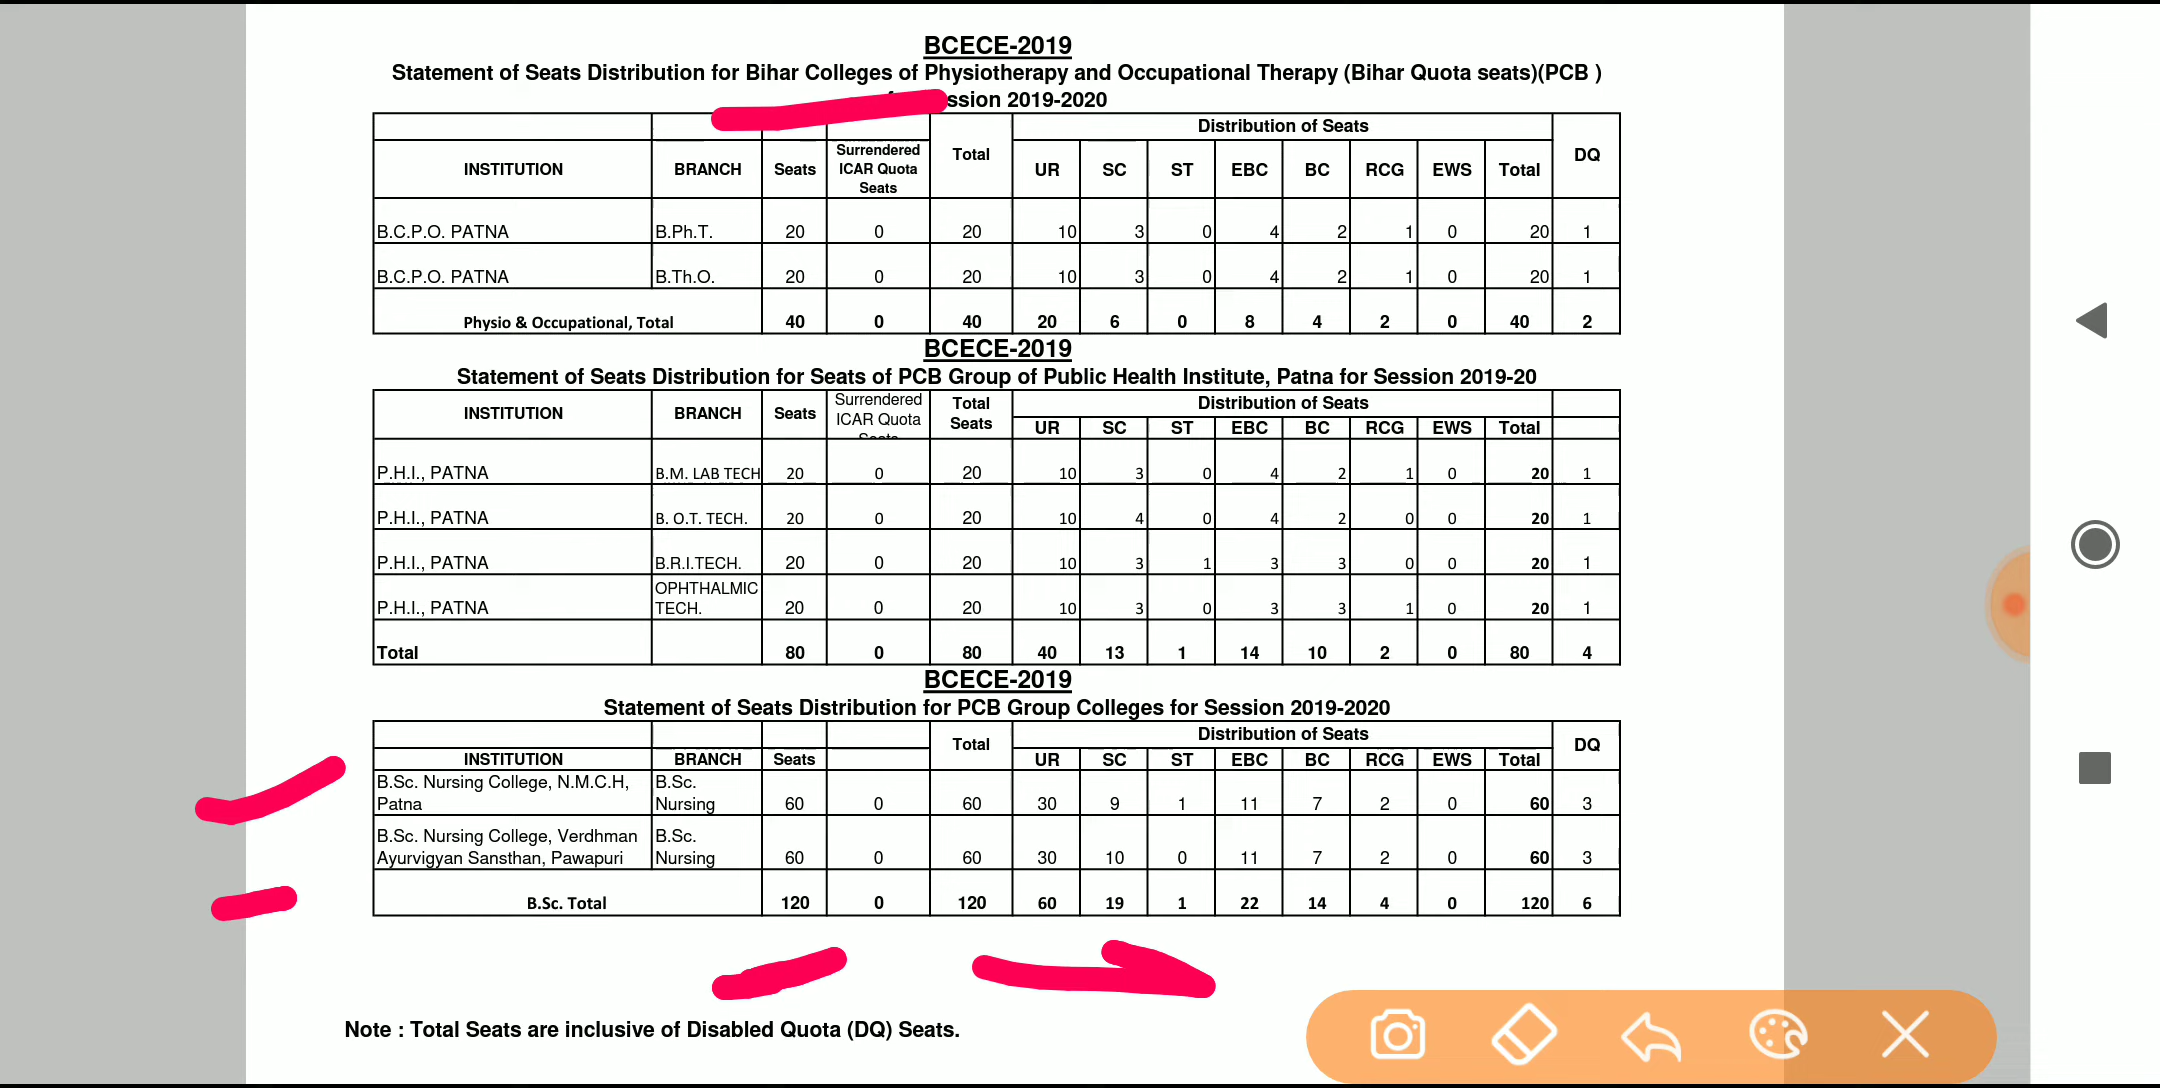 BCECE-2019
Statement of Seats Distribution for Bihar Colleges of Physiotherapy and Occupational Therapy (Bihar Quota seats)(PCB )
2019-2020
INSTITUTION BRANCH Seats Surrendered ICAR Quota Seats Total Distribution of Seats DQ
UR SC ST EBC BC RCG EWS Total
B.C.P.O. PATNA B.Ph.T. 20 0 20 10 3 0 4 2 1 0 20 1
B.C.P.O. PATNA B.Th.O. 20 0 20 10 3 0 4 2 1 0 20 1
Physio & Occupational, Total 40 0 40 20 6 0 8 4 2 0 40 2
BCECE-2019
Statement of Seats Distribution for Seats of PCB Group of Public Health Institute, Patna for Session 2019-20
INSTITUTION BRANCH Seats Surrendered ICAR Quota Seats Total Seats Distribution of Seats
UR SC ST EBC BC RCG EWS Total
P.H.I., PATNA B.M. LAB TECH 20 0 20 10 3 0 4 2 1 0 20 1
P.H.I., PATNA B. O.T. TECH. 20 0 20 10 4 0 4 2 0 0 20 1
P.H.I., PATNA B.R.I.TECH. 20 0 20 10 3 1 3 3 0 0 20 1
P.H.I., PATNA OPHTHALMIC TECH. 20 0 20 10 3 0 3 3 1 0 20 1
Total 80 0 80 40 13 1 14 10 2 0 80 4
BCECE-2019
Statement of Seats Distribution for PCB Group Colleges for Session 2019-2020
Total Distribution of Seats DQ
INSTITUTION BRANCH Seats UR SC ST EBC BC RCG EWS Total
B.Sc. Nursing College, N.M.C.H, Patna B.Sc. Nursing 60 0 60 30 9 1 11 7 2 0 60 3
B.Sc. Nursing College, Verdhman Ayurvigyan Sansthan, Pawapuri B.Sc. Nursing 60 0 60 30 10 0 11 7 2 0 60 3
B.Sc. Total 120 0 120 60 19 1 22 14 4 0 120 6
Note : Total Seats are inclusive of Disabled Quota (DQ) Seats.